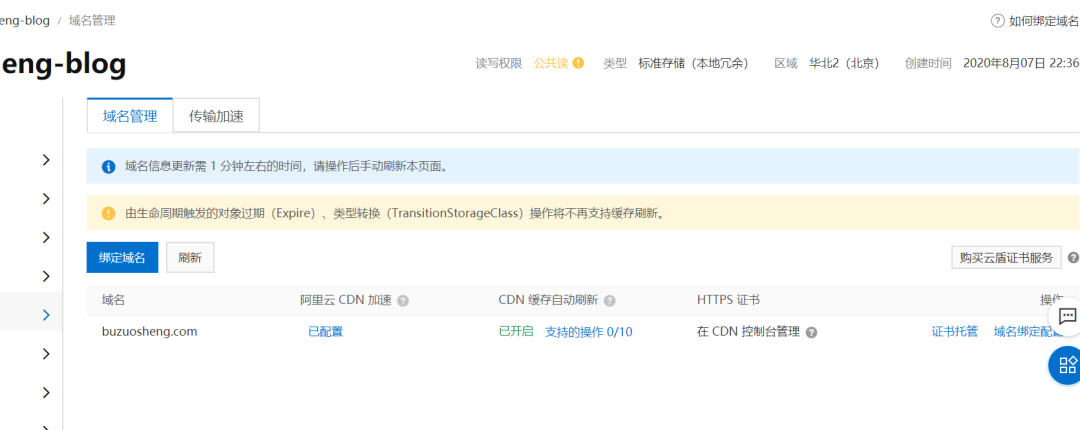 eng-blog / 域名管理
如何绑定域名
eng-blog
读写权限 公共读 类型 标准存储（本地冗余） 区域 华北2（北京） 创建时间 2020年8月07日 22:36
域名管理 传输加速
域名信息更新需 1 分钟左右的时间，请操作后手动刷新本页面。
由生命周期触发的对象过期（Expire）、类型转换（TransitionStorageClass）操作将不再支持缓存刷新。
绑定域名 刷新 购买云盾证书服务
域名 阿里云 CDN 加速 CDN 缓存自动刷新 HTTPS 证书 操作
buzuosheng.com 已配置 已开启 支持的操作 0/10 在 CDN 控制台管理 证书托管 域名绑定配置